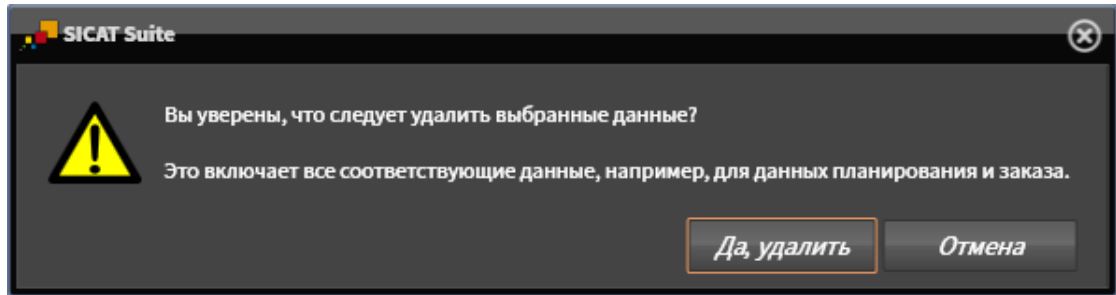 SICAT Suite
Вы уверены, что следует удалить выбранные данные?
Это включает все соответствующие данные, например, для данных планирования и заказа.
Да, удалить Отмена